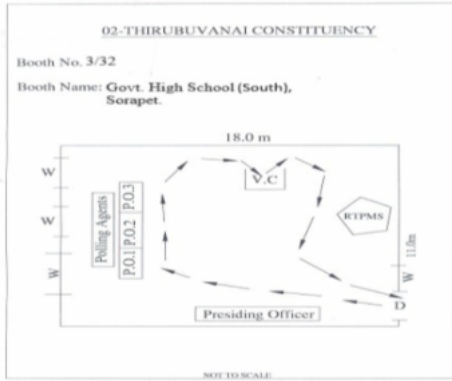 02-THIRUBUVANAI CONSTITUENCY
Booth No. 3/32
Booth Name: Govt. High School (South),
Sorapet.
18.0 m
V.C
W
W
W
Polling Agents
P.O.1 P.O.2 P.O.3
RTPMS
11.0m
W
D
Presiding Officer
NOT TO SCALE